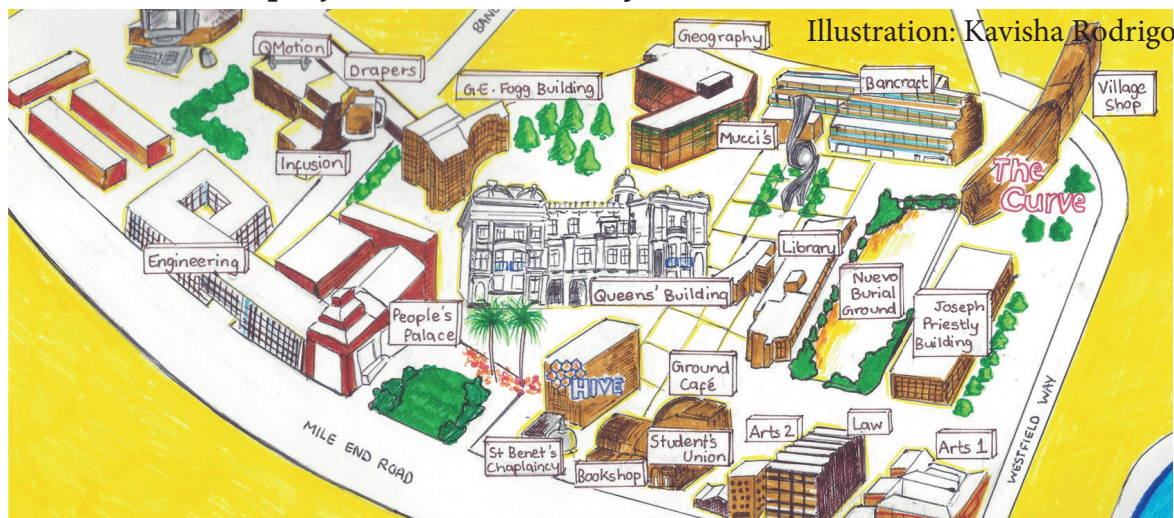 Illustration: Kavisha Rodrigo
QMotion
Drapers
G.E. Fogg Building
Geography
Bancraft
Village
Shop
Mucci's
Infusion
The
Curve
Engineering
Library
Queens' Building
Nuevo
Burial
Ground
Joseph
Priestly
Building
People's
Palace
HIVE
Ground
Café
MILE END ROAD
St Benet's
Chaplaincy
Bookshop
Student's
Union
Arts 2
Law
Arts 1
WESTFIELD WAY